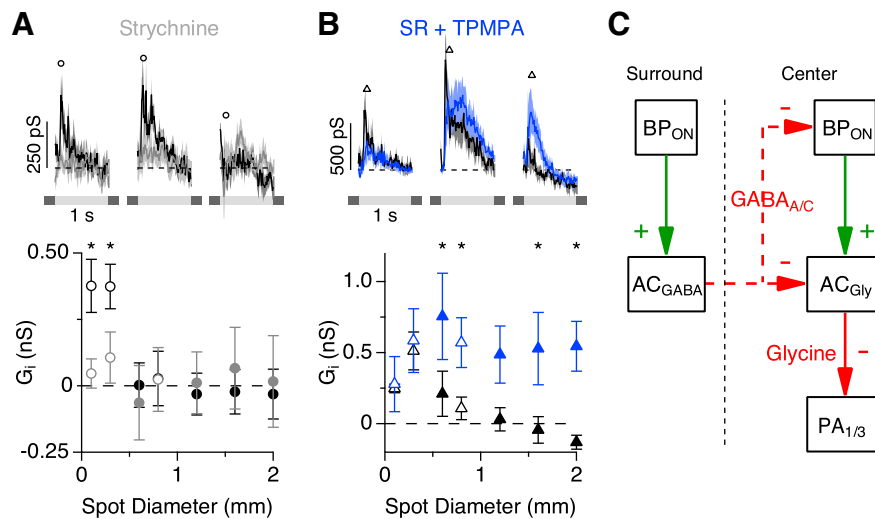 A
Strychnine
250 pS
1 s
* *
0.50
0
-0.25
Gi (nS)
0 1 2
Spot Diameter (mm)
B
SR + TPMPA
500 pS
1 s
* * * *
1.0
0.5
0
Gi (nS)
0 1 2
Spot Diameter (mm)
C
Surround Center
BPON
BPON
−
GABAA/C
+
+
−
ACGABA
ACGly
Glycine −
PA1/3